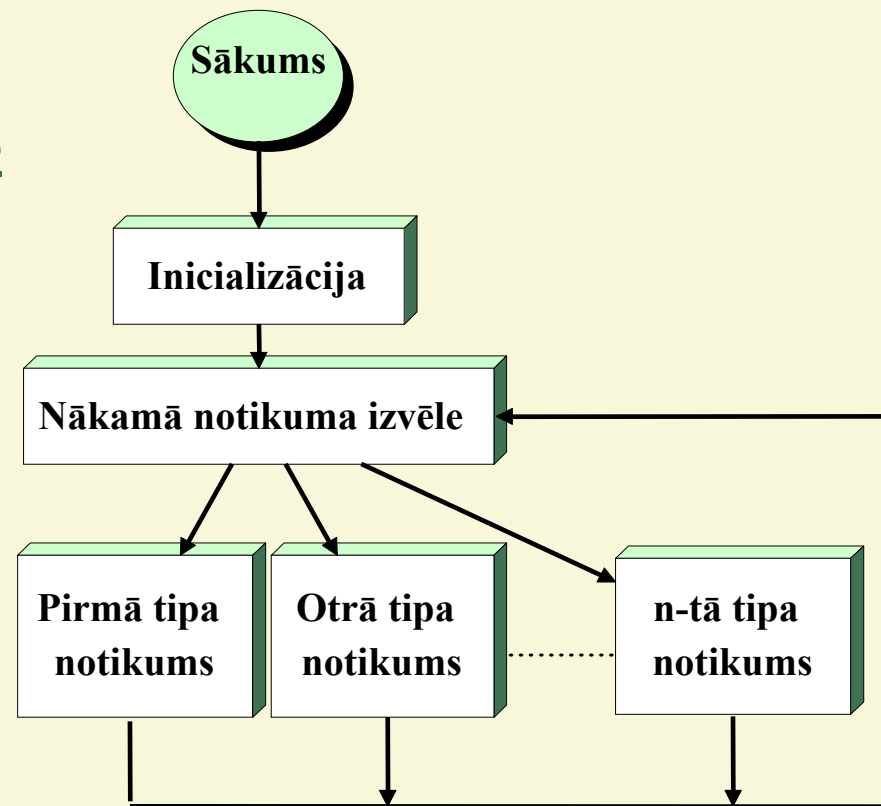 Sākums
Inicializācija
Nākamā notikuma izvēle
Pirmā tipa
notikums
Otrā tipa
notikums
n-tā tipa
notikums